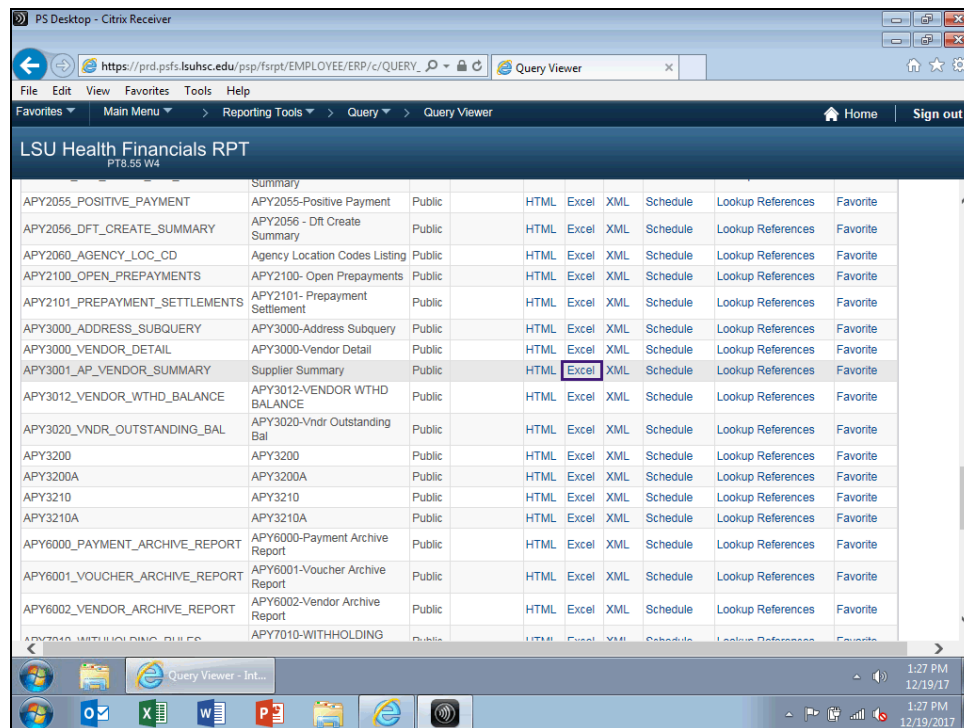 PS Desktop - Citrix Receiver
https://prd.psfs.lsuhsc.edu/psp/fsrpt/EMPLOYEE/ERP/c/QUERY_ Query Viewer
File Edit View Favorites Tools Help
Favorites Main Menu > Reporting Tools > Query > Query Viewer Home Sign out
LSU Health Financials RPT
PT8.55 W4
Summary
APY2055_POSITIVE_PAYMENT APY2055-Positive Payment Public HTML Excel XML Schedule Lookup References Favorite
APY2056_DFT_CREATE_SUMMARY APY2056 - Dft Create Summary Public HTML Excel XML Schedule Lookup References Favorite
APY2060_AGENCY_LOC_CD Agency Location Codes Listing Public HTML Excel XML Schedule Lookup References Favorite
APY2100_OPEN_PREPAYMENTS APY2100- Open Prepayments Public HTML Excel XML Schedule Lookup References Favorite
APY2101_PREPAYMENT_SETTLEMENTS APY2101- Prepayment Settlement Public HTML Excel XML Schedule Lookup References Favorite
APY3000_ADDRESS_SUBQUERY APY3000-Address Subquery Public HTML Excel XML Schedule Lookup References Favorite
APY3000_VENDOR_DETAIL APY3000-Vendor Detail Public HTML Excel XML Schedule Lookup References Favorite
APY3001_AP_VENDOR_SUMMARY Supplier Summary Public HTML Excel XML Schedule Lookup References Favorite
APY3012_VENDOR_WTHD_BALANCE APY3012-VENDOR WTHD BALANCE Public HTML Excel XML Schedule Lookup References Favorite
APY3020_VNDR_OUTSTANDING_BAL APY3020-Vndr Outstanding Bal Public HTML Excel XML Schedule Lookup References Favorite
APY3200 APY3200 Public HTML Excel XML Schedule Lookup References Favorite
APY3200A APY3200A Public HTML Excel XML Schedule Lookup References Favorite
APY3210 APY3210 Public HTML Excel XML Schedule Lookup References Favorite
APY3210A APY3210A Public HTML Excel XML Schedule Lookup References Favorite
APY6000_PAYMENT_ARCHIVE_REPORT APY6000-Payment Archive Report Public HTML Excel XML Schedule Lookup References Favorite
APY6001_VOUCHER_ARCHIVE_REPORT APY6001-Voucher Archive Report Public HTML Excel XML Schedule Lookup References Favorite
APY6002_VENDOR_ARCHIVE_REPORT APY6002-Vendor Archive Report Public HTML Excel XML Schedule Lookup References Favorite
APY7010_WITHHOLDING_RULES APY7010-WITHHOLDING Public HTML Excel XML Schedule Lookup References Favorite
Query Viewer - Int...
1:27 PM
12/19/17
1:27 PM
12/19/2017